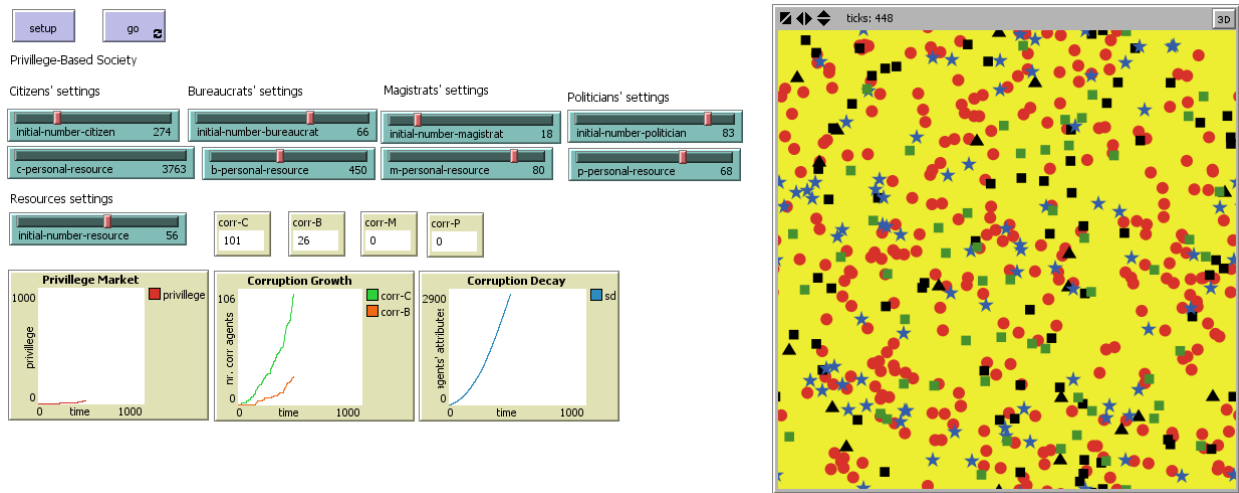 setup
go
ticks: 448
3D
Privillege-Based Society
Citizens' settings
Bureaucrats' settings
Magistrats' settings
Politicians' settings
initial-number-citizen 274
initial-number-bureaucrat 66
initial-number-magistrat 18
initial-number-politician 83
c-personal-resource 3763
b-personal-resource 450
m-personal-resource 80
p-personal-resource 68
Resources settings
initial-number-resource 56
corr-C
101
corr-B
26
corr-M
0
corr-P
0
Privillege Market
1000
privillege
0
0
time
1000
privillege
Corruption Growth
106
nr. corr agents
0
0
time
1000
corr-C
corr-B
Corruption Decay
2900
agents' attributes
0
0
time
1000
sd